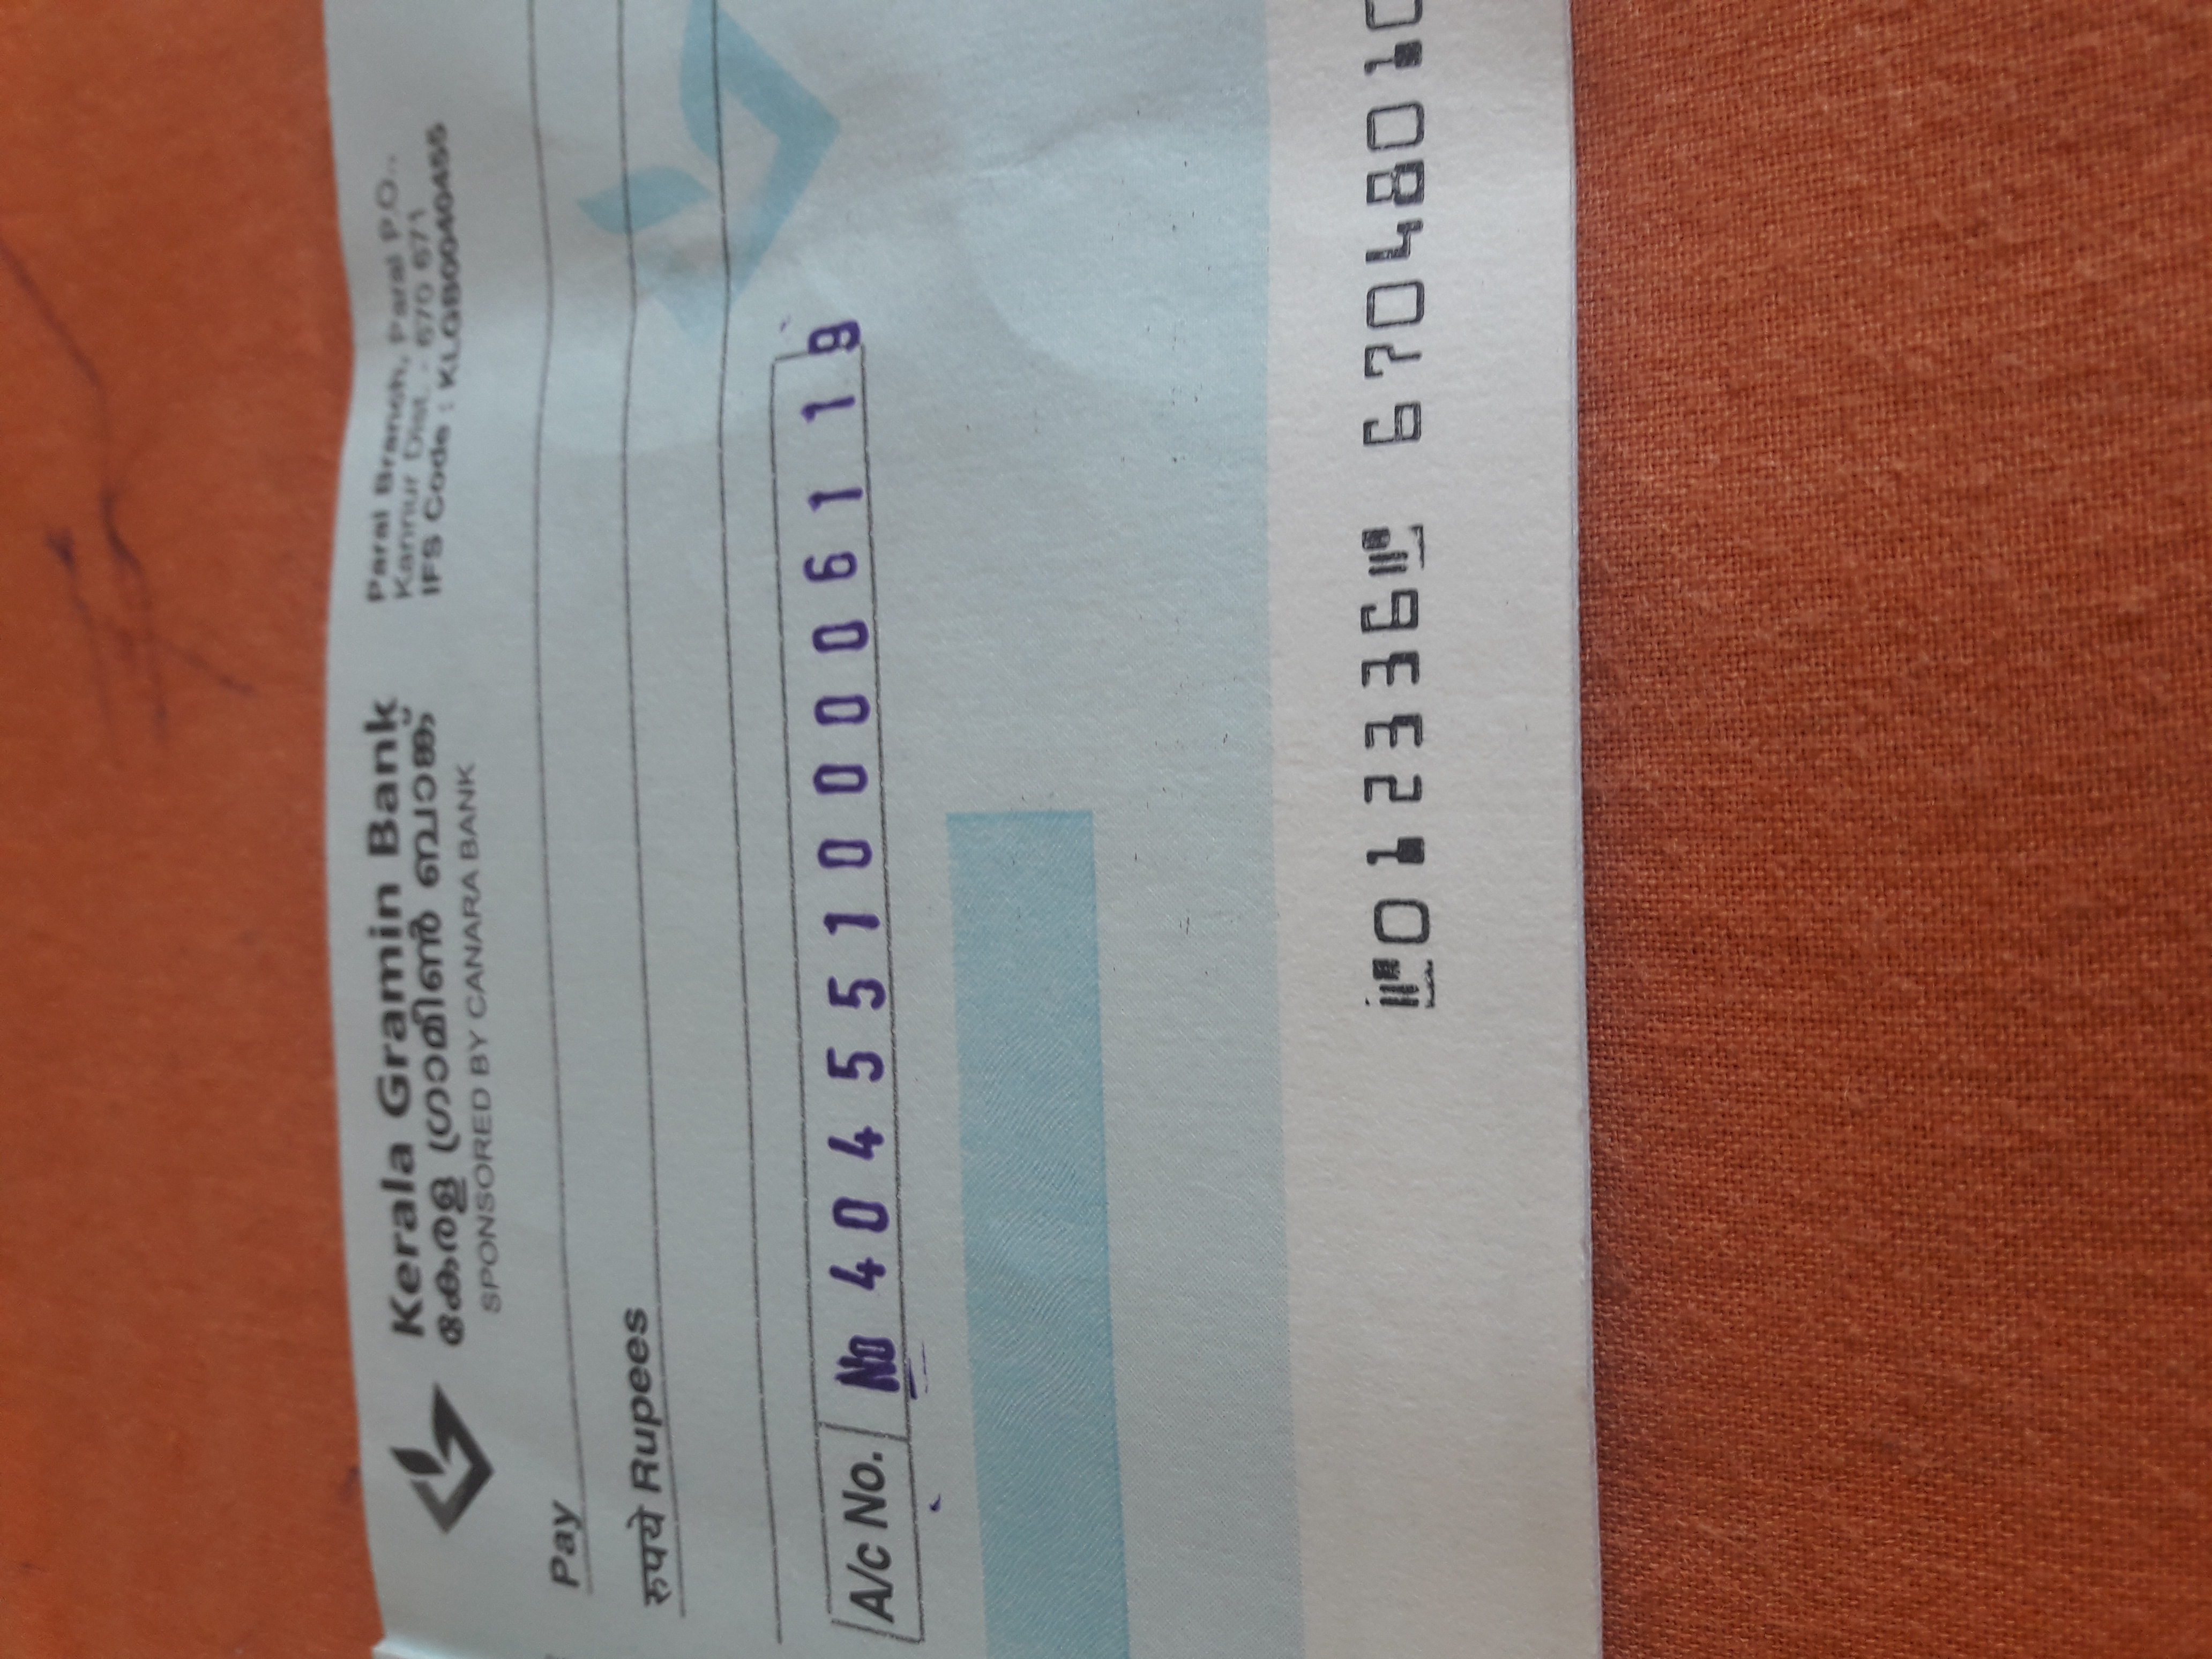 Kerala Gramin Bank
കേരള ഗ്രാമീൺ ബാങ്ക്
SPONSORED BY CANARA BANK
Paral Branch, Paral P.O.,
Kannur Dist. - 670 671
IFS Code : KLGB0040455
Pay
रुपये Rupees
A/c No. No 40455100006119
⑈012336⑈ 67048010